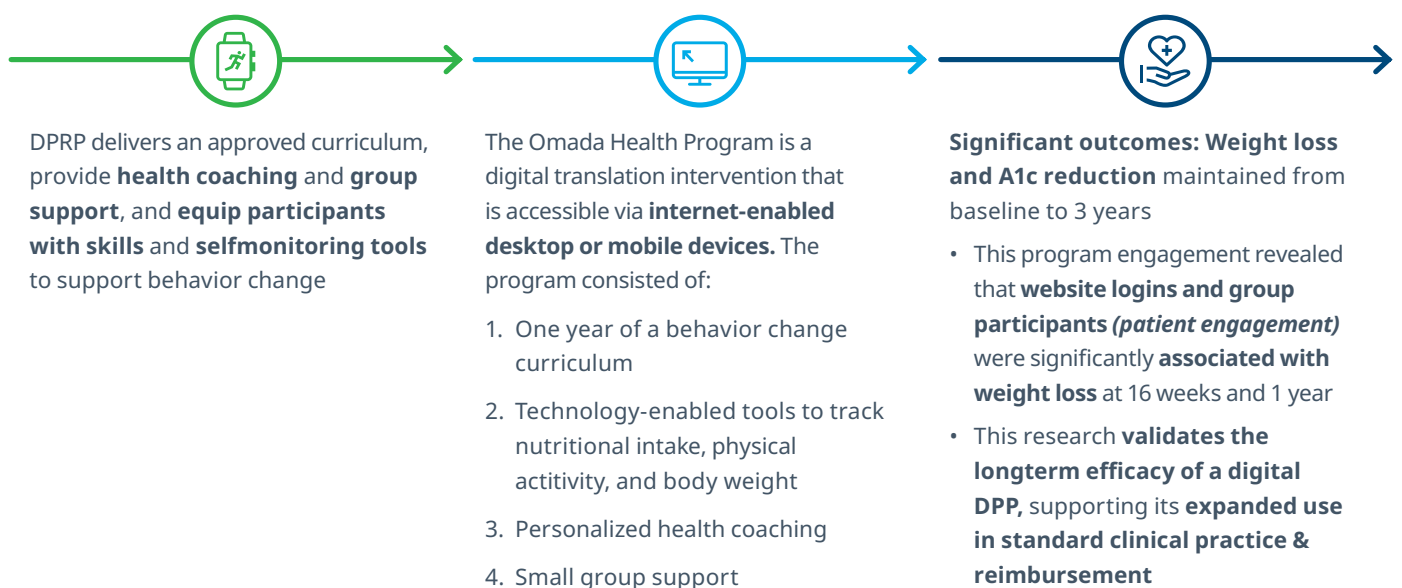 DPRP delivers an approved curriculum,
provide health coaching and group
support, and equip participants
with skills and selfmonitoring tools
to support behavior change
The Omada Health Program is a
digital translation intervention that
is accessible via internet-enabled
desktop or mobile devices. The
program consisted of:
1. One year of a behavior change
curriculum
2. Technology-enabled tools to track
nutritional intake, physical
actitivity, and body weight
3. Personalized health coaching
4. Small group support
Significant outcomes: Weight loss
and A1c reduction maintained from
baseline to 3 years
• This program engagement revealed
that website logins and group
participants (patient engagement)
were significantly associated with
weight loss at 16 weeks and 1 year
• This research validates the
longterm efficacy of a digital
DPP, supporting its expanded use
in standard clinical practice &
reimbursement